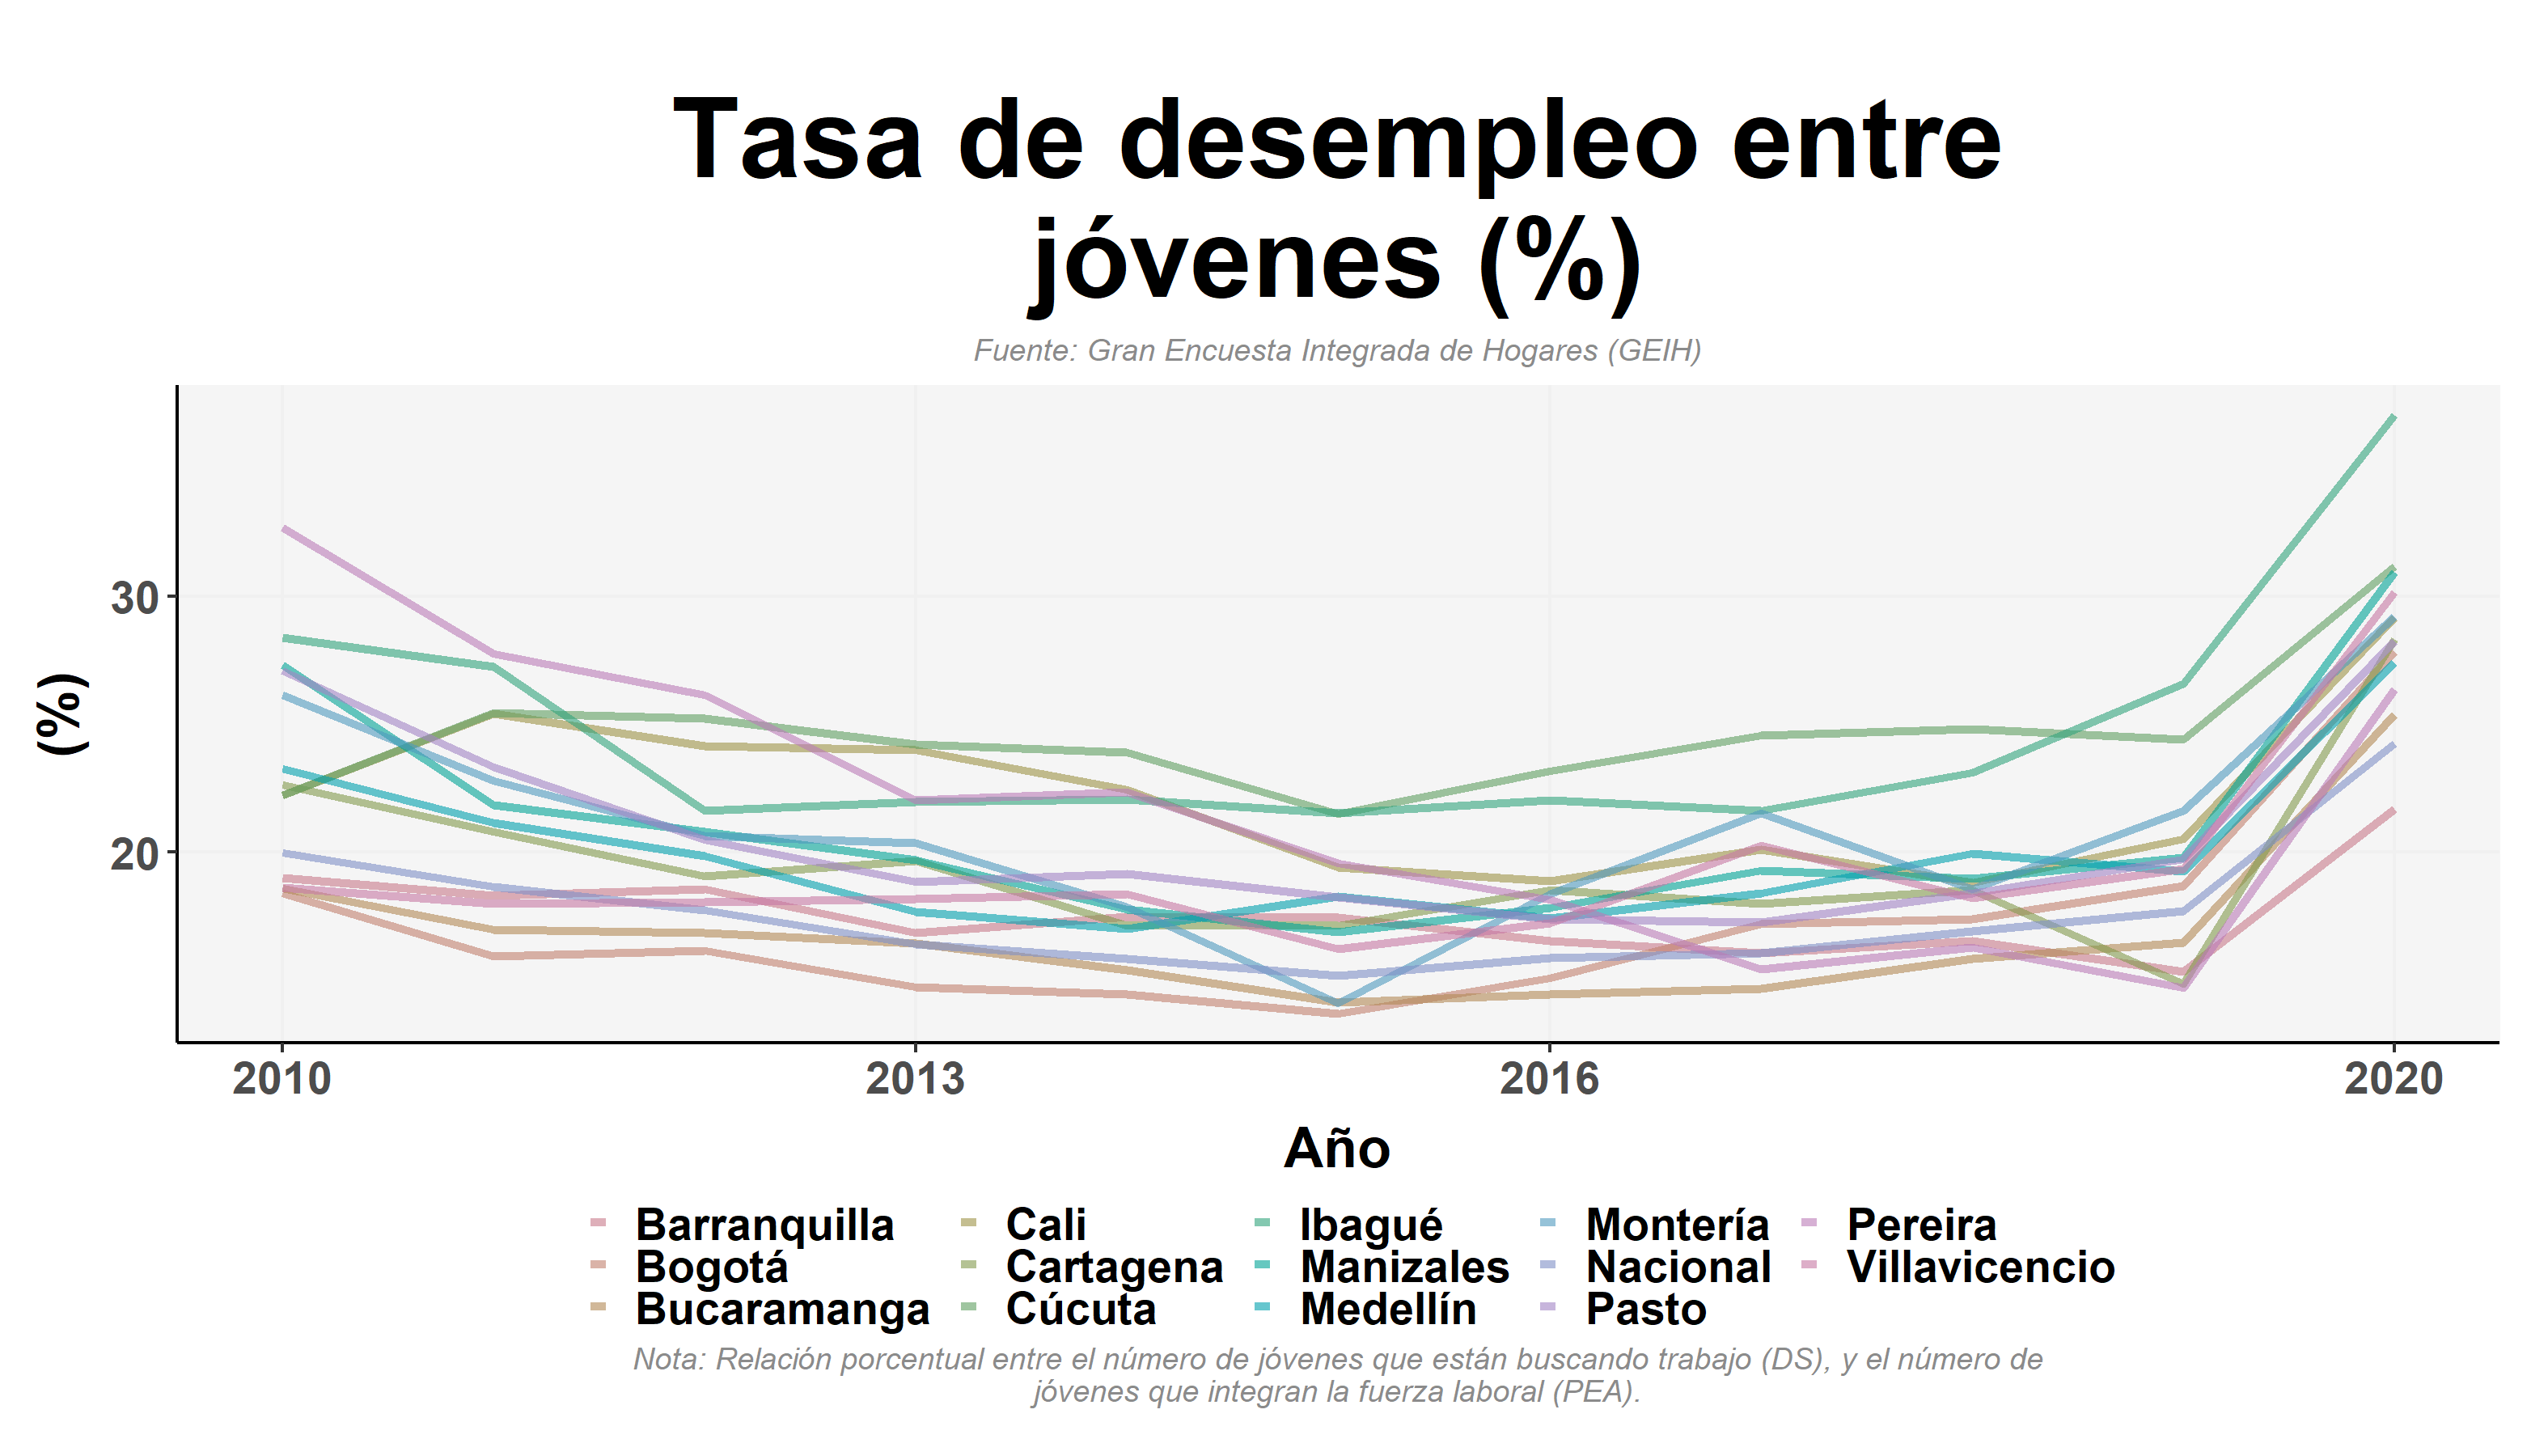 Tasa de desempleo entre
jóvenes (%)
Fuente: Gran Encuesta Integrada de Hogares (GEIH)
(%)
30
20
2010 2013 2016 2020
Año
Barranquilla Cali Ibagué Montería Pereira
Bogotá Cartagena Manizales Nacional Villavicencio
Bucaramanga Cúcuta Medellín Pasto
Nota: Relación porcentual entre el número de jóvenes que están buscando trabajo (DS), y el número de
jóvenes que integran la fuerza laboral (PEA).